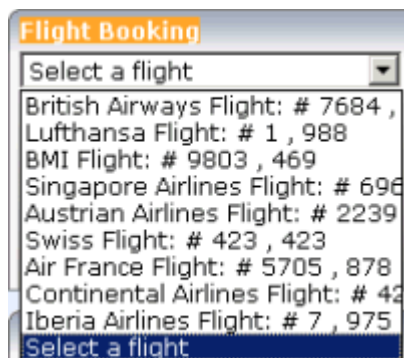 Flight Booking
Select a flight
British Airways Flight: # 7684 ,
Lufthansa Flight: # 1 , 988
BMI Flight: # 9803 , 469
Singapore Airlines Flight: # 696
Austrian Airlines Flight: # 2239
Swiss Flight: # 423 , 423
Air France Flight: # 5705 , 878
Continental Airlines Flight: # 42
Iberia Airlines Flight: # 7 , 975
Select a flight